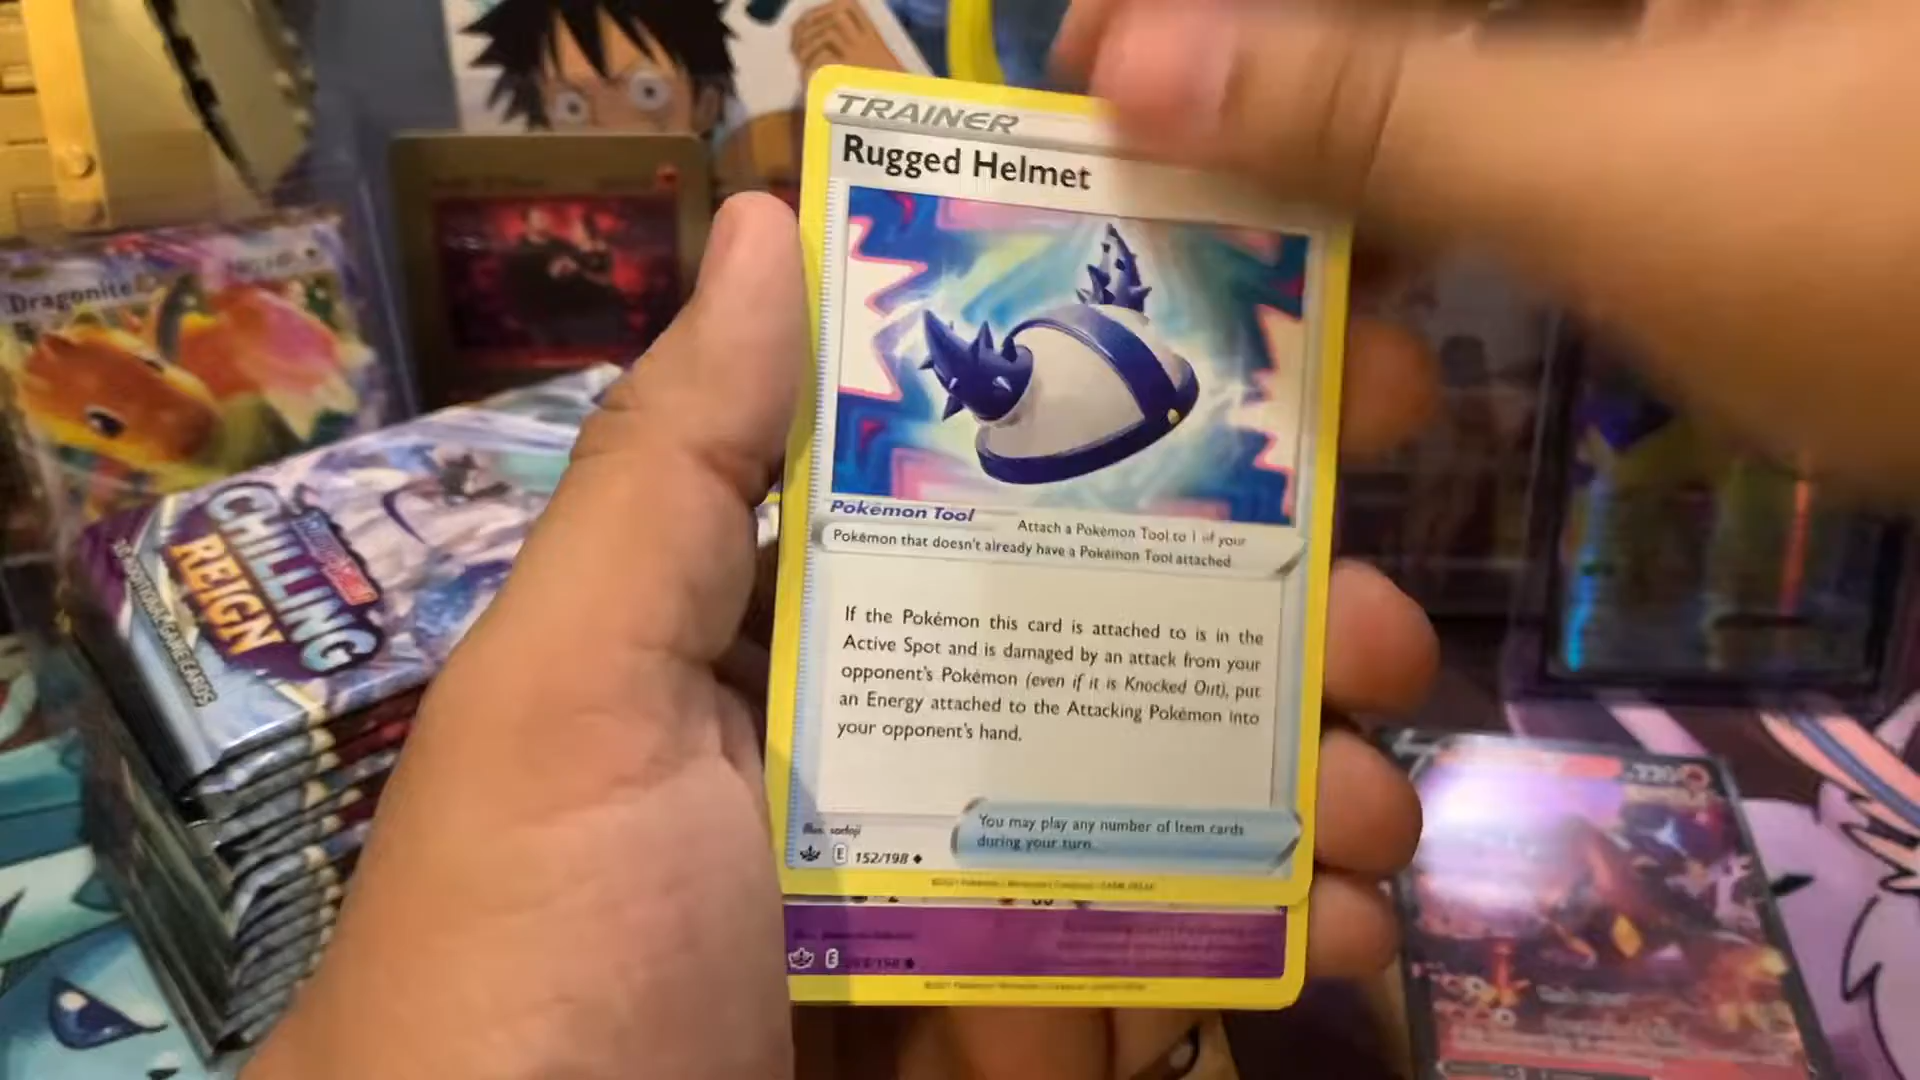 TRAINER
Rugged Helmet
Dragonite
Pokémon Tool
Attach a Pokémon Tool to 1 of your
Pokémon that doesn't already have a Pokémon Tool attached
CHILLING
REIGN
If the Pokémon this card is attached to is in the
Active Spot and is damaged by an attack from your
opponent's Pokémon (even if it is Knocked Out), put
an Energy attached to the Attacking Pokémon into
your opponent's hand.
You may play any number of Item cards
during your turn.
Illus. sadaji
E 152/198